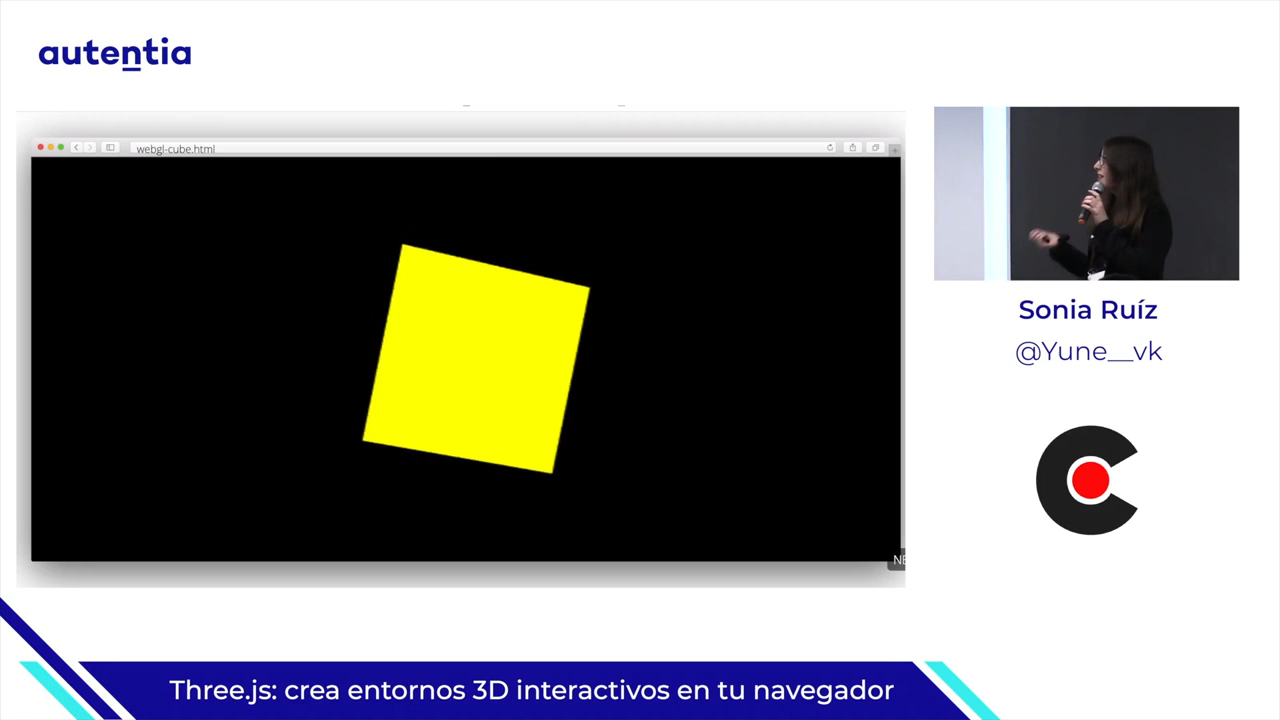 autentia
webgl-cube.html
Sonia Ruíz
@Yune__vk
Three.js: crea entornos 3D interactivos en tu navegador